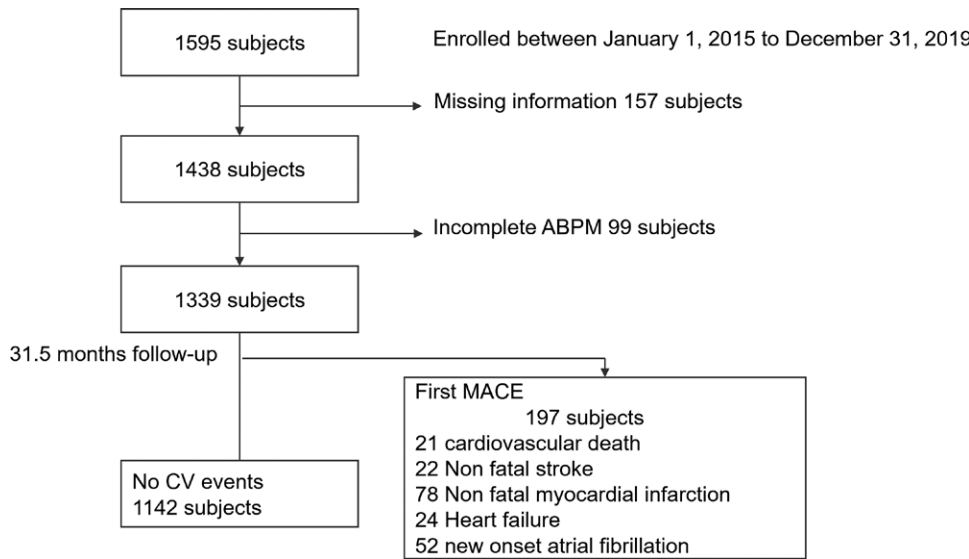 1595 subjects
Enrolled between January 1, 2015 to December 31, 2019
Missing information 157 subjects
1438 subjects
Incomplete ABPM 99 subjects
1339 subjects
31.5 months follow-up
First MACE
197 subjects
21 cardiovascular death
22 Non fatal stroke
78 Non fatal myocardial infarction
24 Heart failure
52 new onset atrial fibrillation
No CV events
1142 subjects